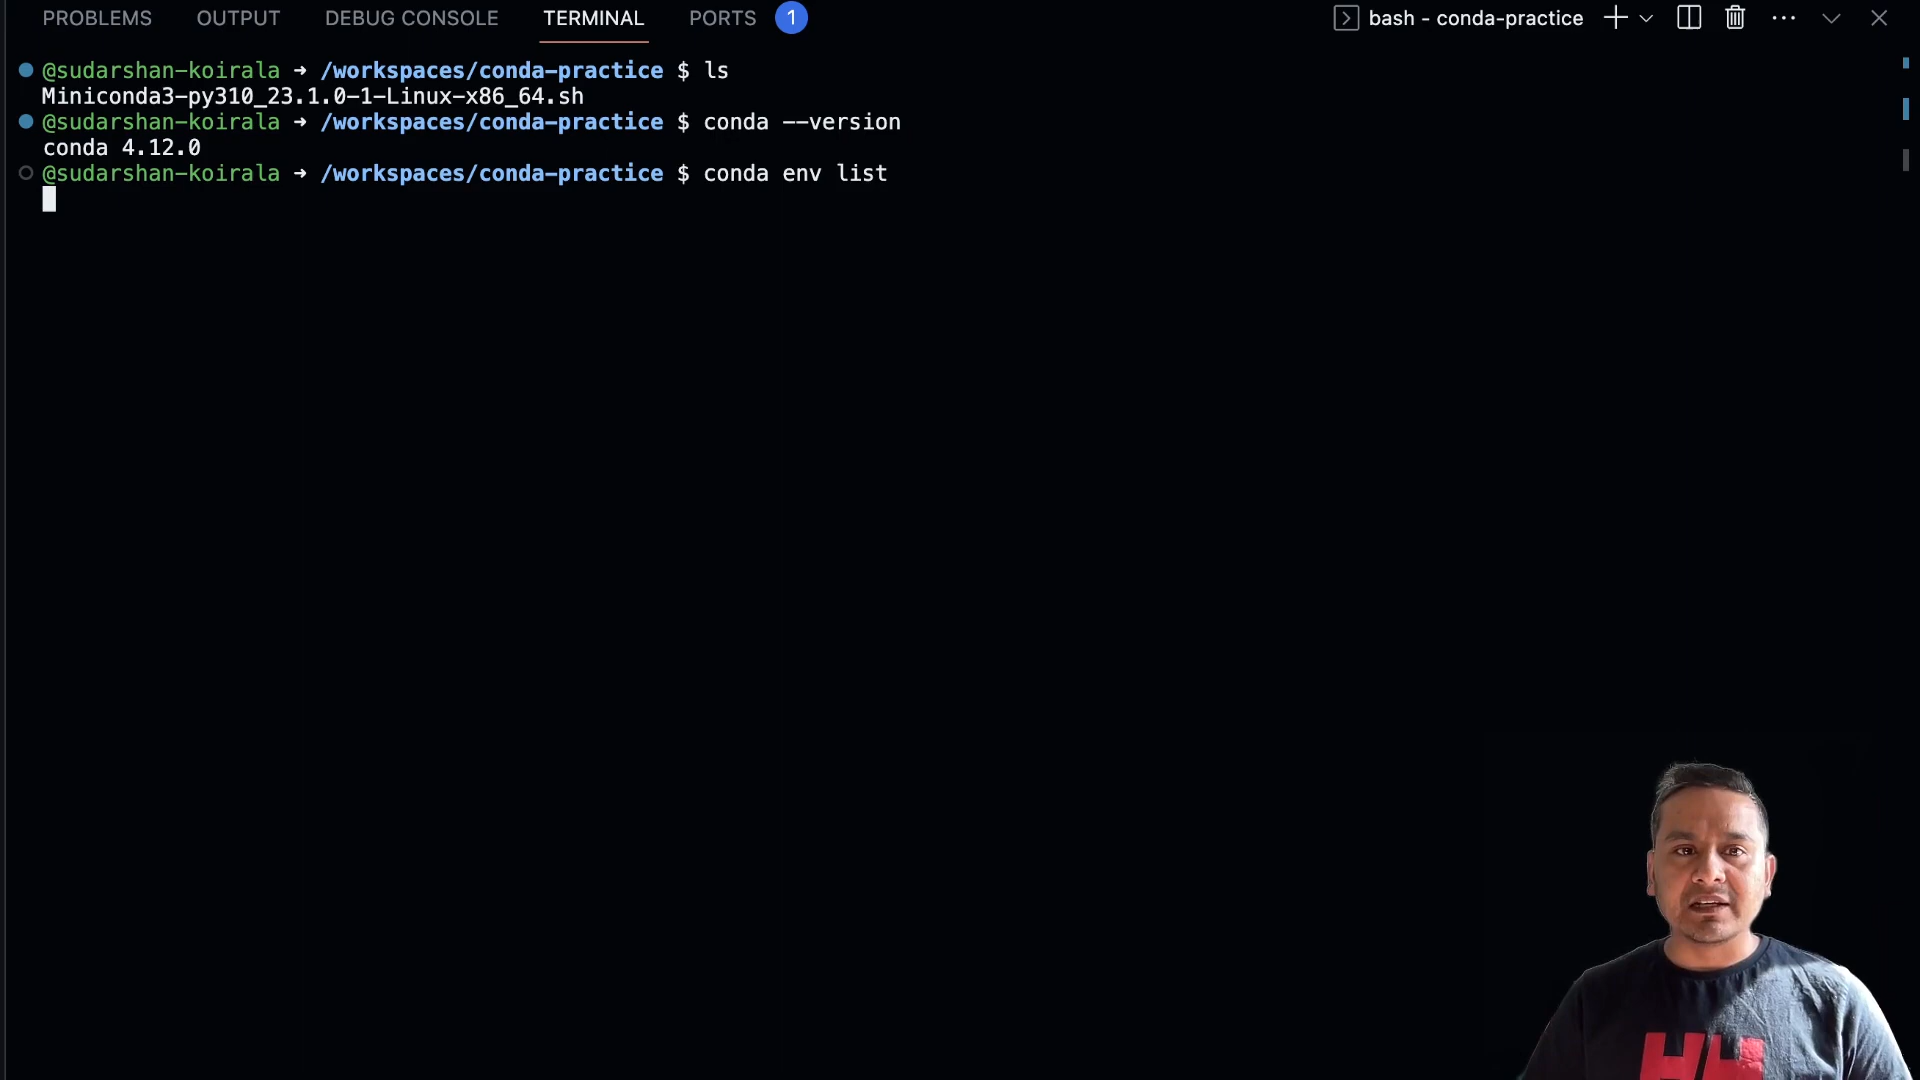 PROBLEMS OUTPUT DEBUG CONSOLE TERMINAL PORTS 1 bash - conda-practice
@sudarshan-koirala → /workspaces/conda-practice $ ls
Miniconda3-py310_23.1.0-1-Linux-x86_64.sh
@sudarshan-koirala → /workspaces/conda-practice $ conda --version
conda 4.12.0
@sudarshan-koirala → /workspaces/conda-practice $ conda env list
HH